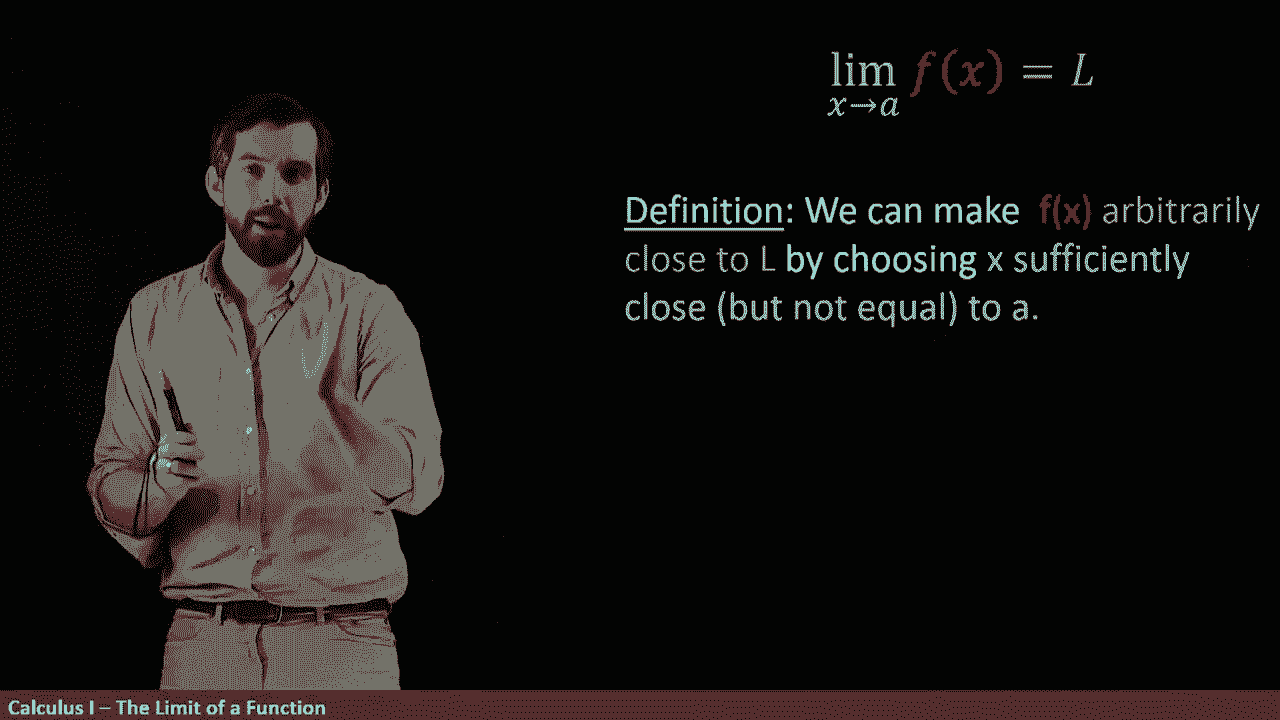 lim f(x) = L
x→a
Definition: We can make f(x) arbitrarily
close to L by choosing x sufficiently
close (but not equal) to a.
Calculus I – The Limit of a Function